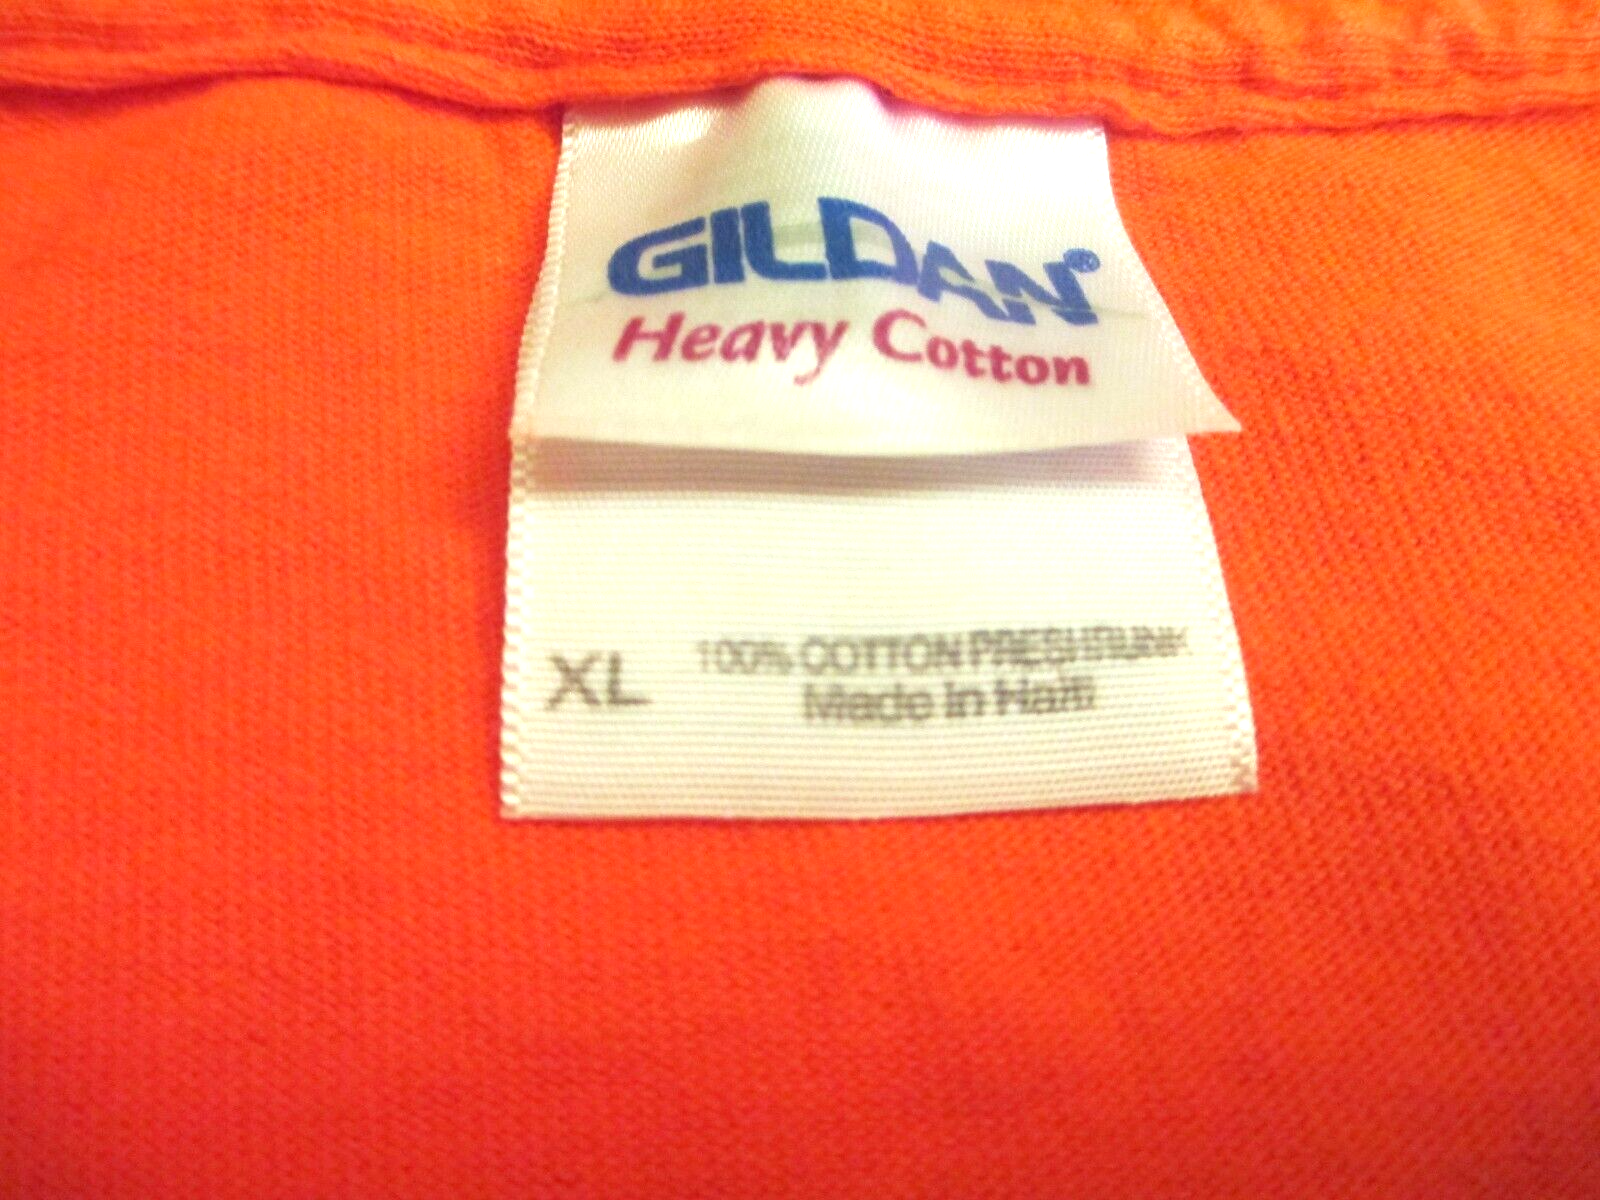 GILDAN®
Heavy Cotton
XL 100% COTTON PRESHRUNK
Made in Haiti